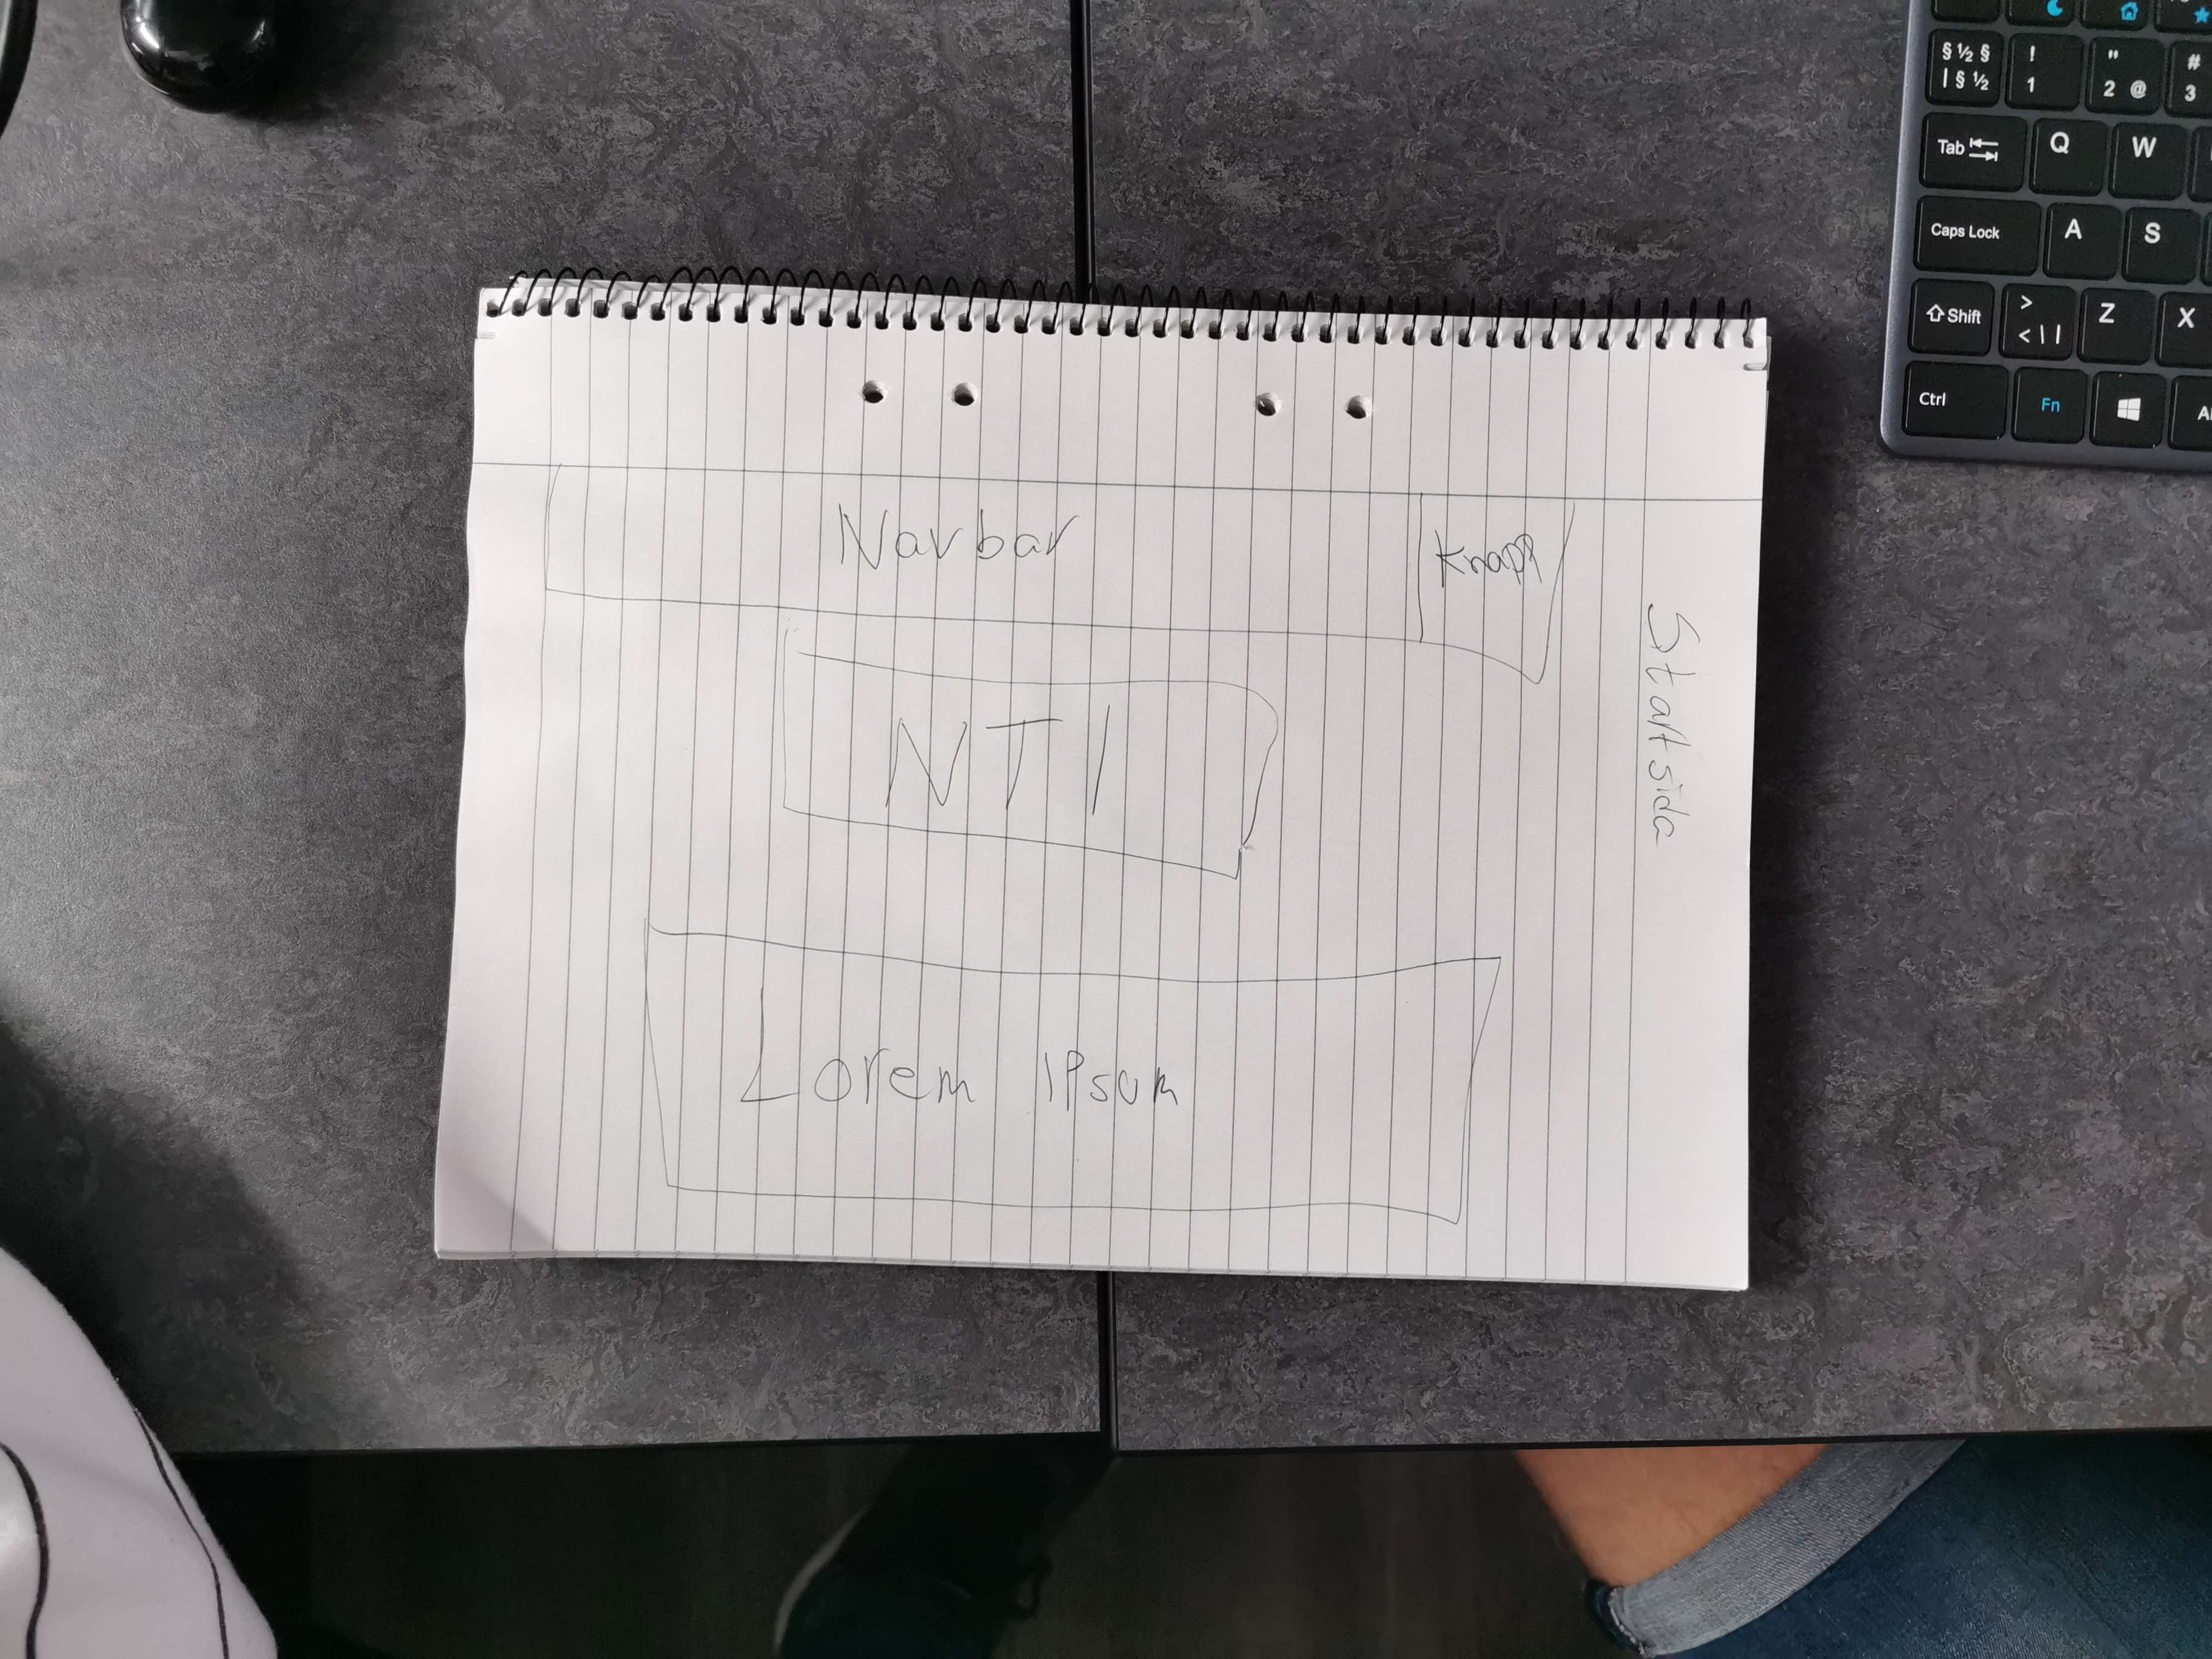 Navbar
Knapp
NTI
Lorem Ipsum
Startsida
§ ½ §
| § ½
!
1
"
2 @
#
3
Tab
Q
W
Caps Lock
A
S
Shift
>
< \ |
Z
X
Ctrl
Fn